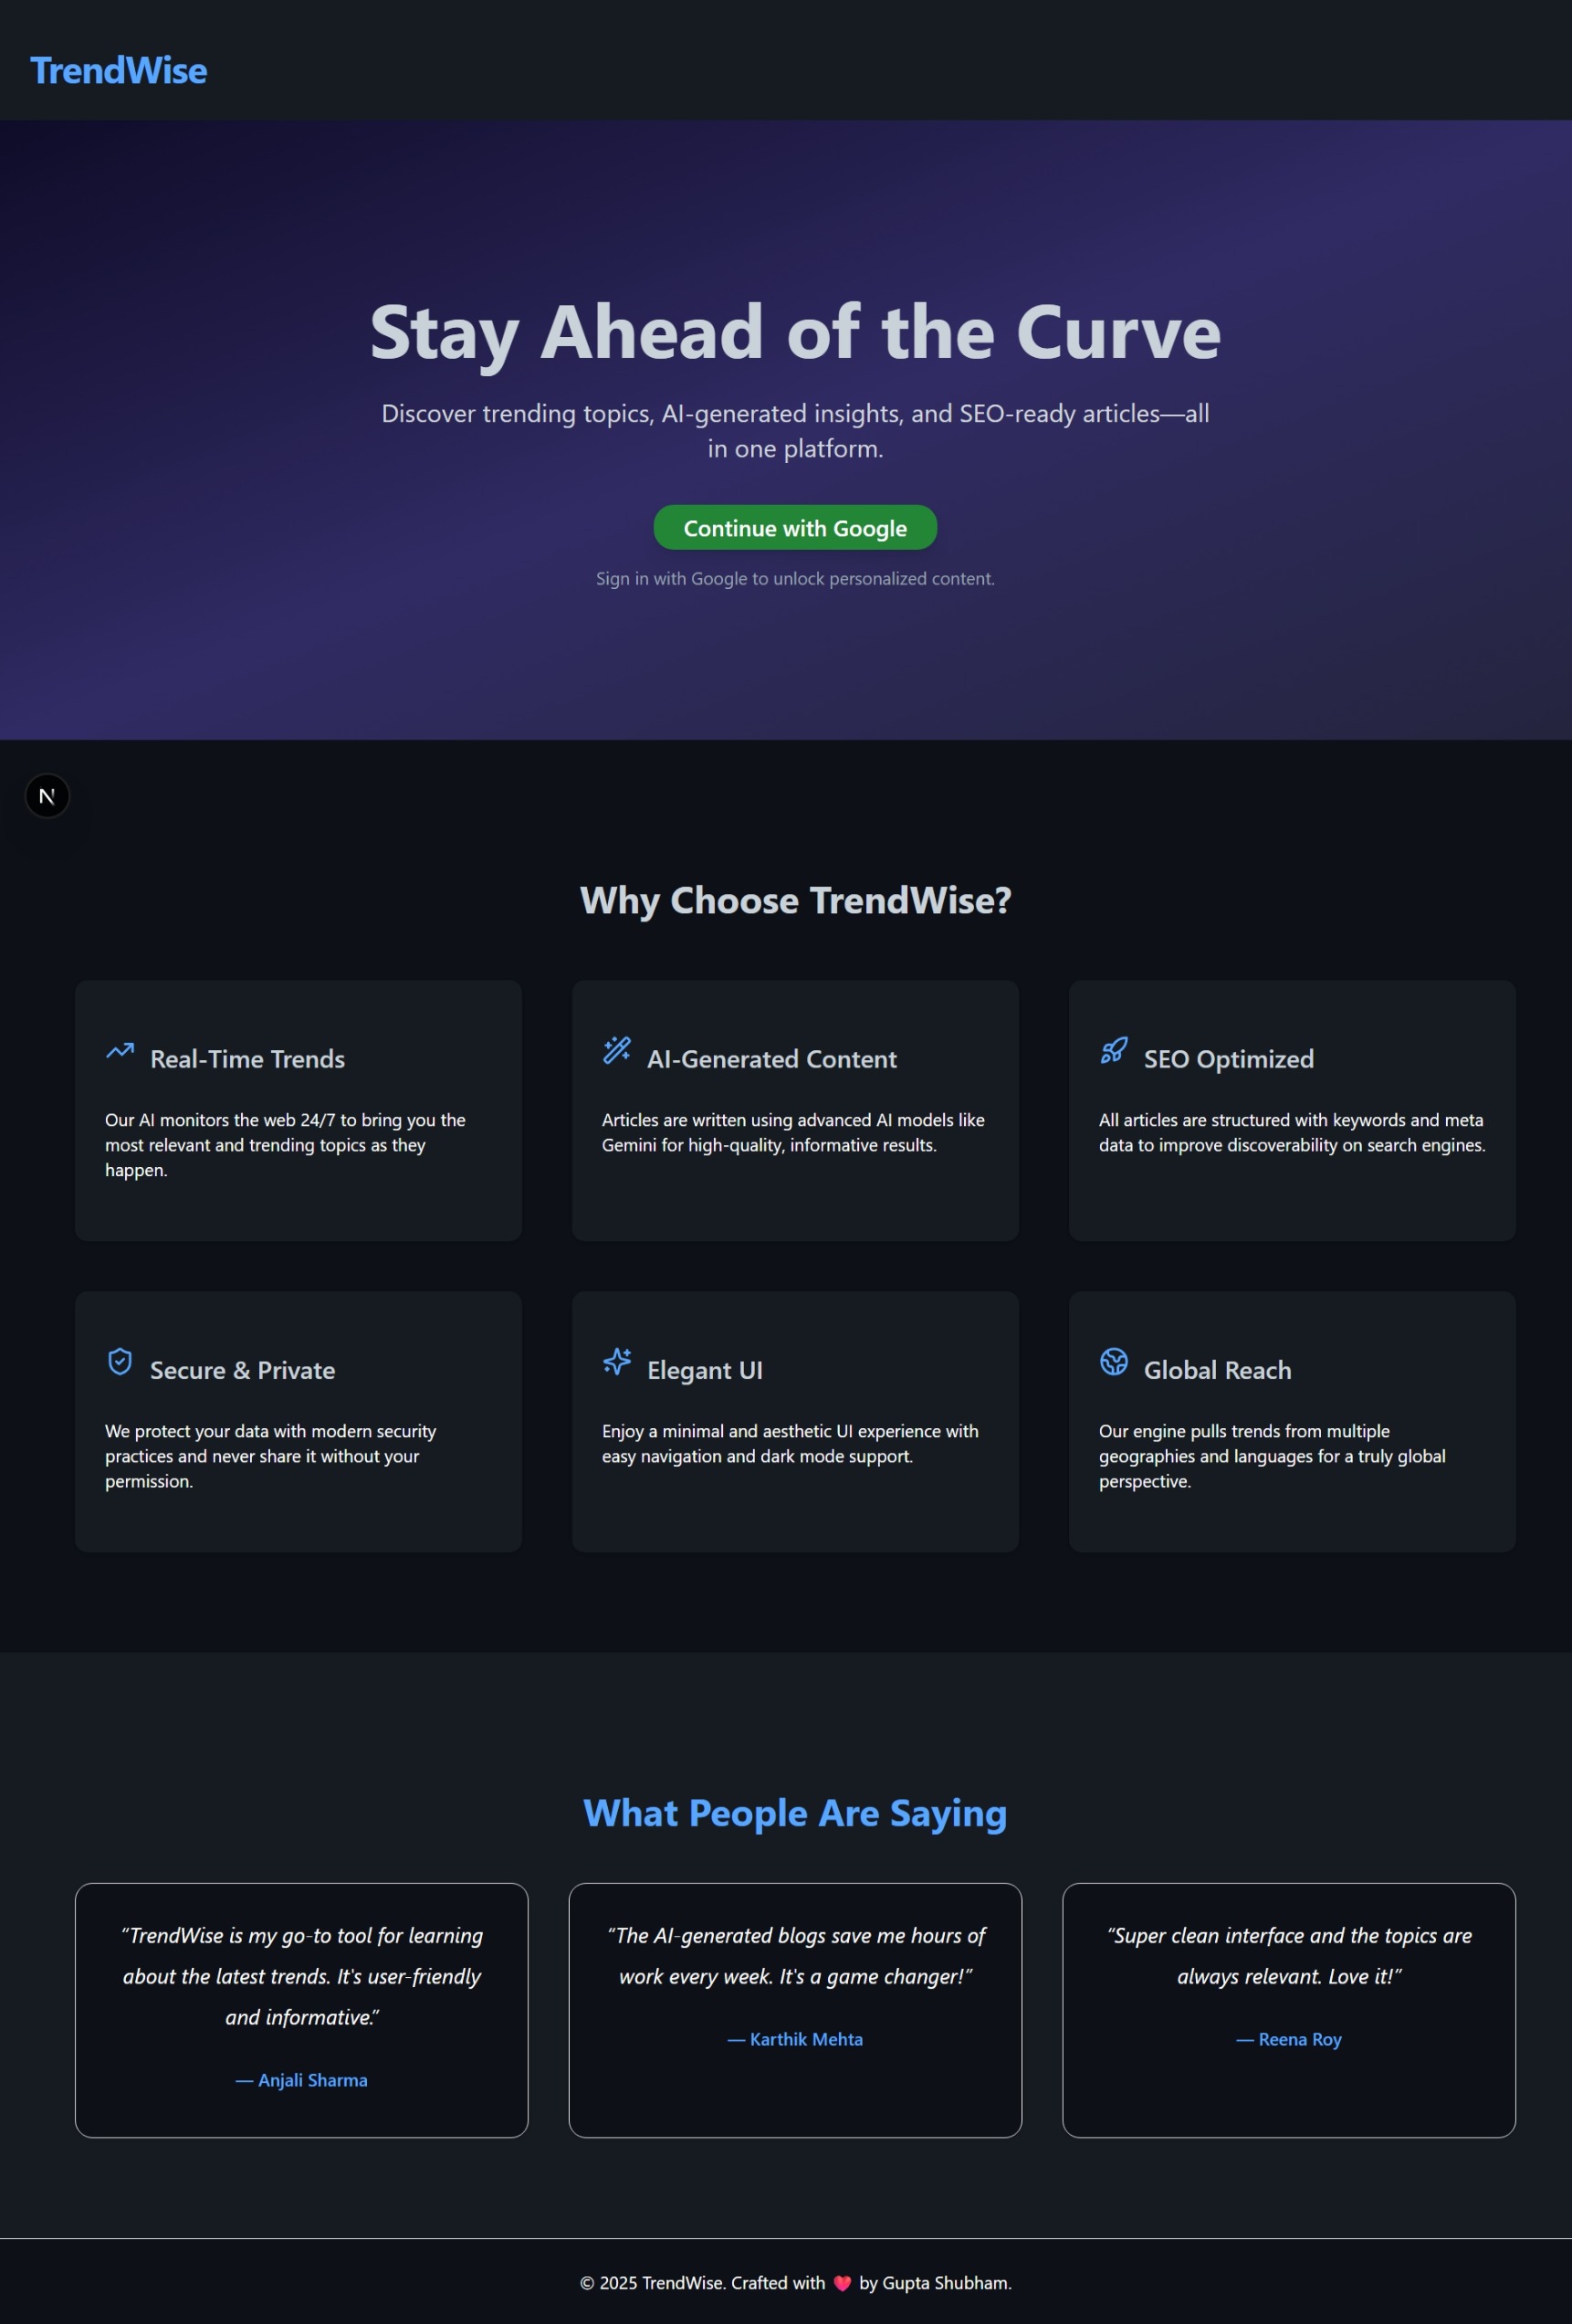 TrendWise
Stay Ahead of the Curve
Discover trending topics, AI-generated insights, and SEO-ready articles—all
in one platform.
Continue with Google
Sign in with Google to unlock personalized content.
N
Why Choose TrendWise?
Real-Time Trends
Our AI monitors the web 24/7 to bring you the
most relevant and trending topics as they
happen.
AI-Generated Content
Articles are written using advanced AI models like
Gemini for high-quality, informative results.
SEO Optimized
All articles are structured with keywords and meta
data to improve discoverability on search engines.
Secure & Private
We protect your data with modern security
practices and never share it without your
permission.
Elegant UI
Enjoy a minimal and aesthetic UI experience with
easy navigation and dark mode support.
Global Reach
Our engine pulls trends from multiple
geographies and languages for a truly global
perspective.
What People Are Saying
“TrendWise is my go-to tool for learning
about the latest trends. It's user-friendly
and informative.”
— Anjali Sharma
“The AI-generated blogs save me hours of
work every week. It's a game changer!”
— Karthik Mehta
“Super clean interface and the topics are
always relevant. Love it!”
— Reena Roy
© 2025 TrendWise. Crafted with ❤️ by Gupta Shubham.